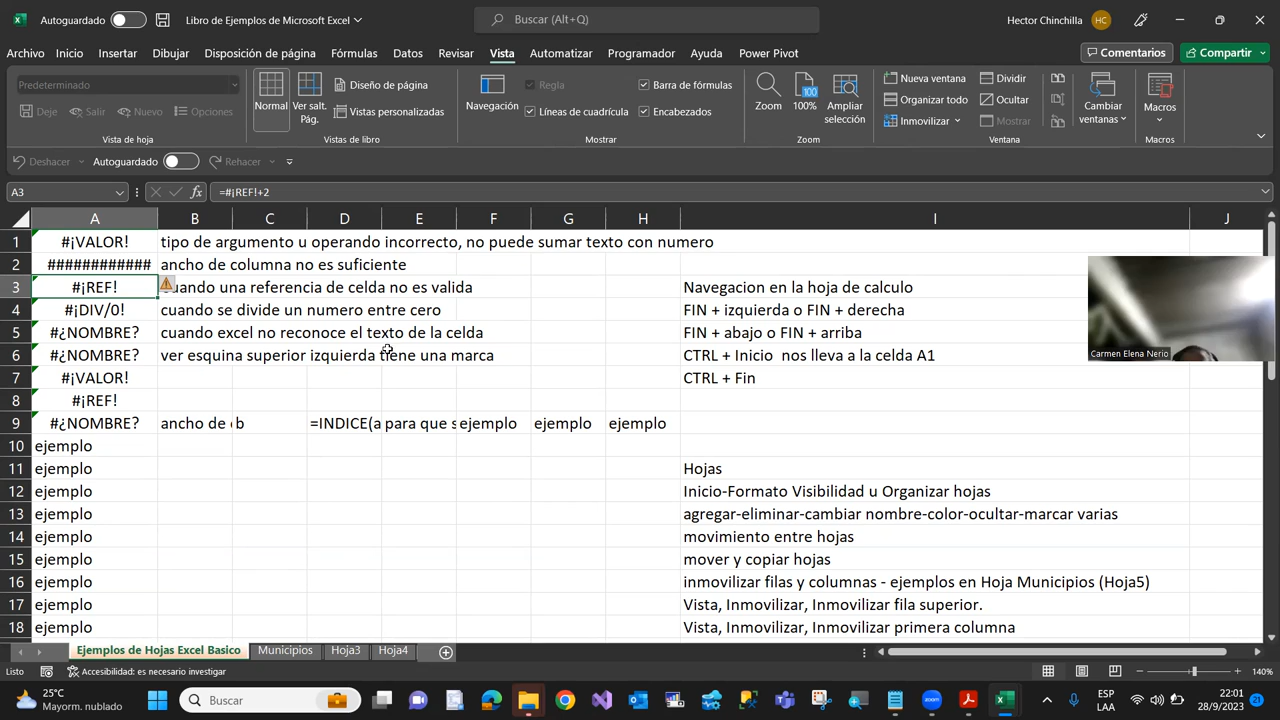 Autoguardado
Libro de Ejemplos de Microsoft Excel
Buscar (Alt+Q)
Hector Chinchilla
HC
Archivo Inicio Insertar Dibujar Disposición de página Fórmulas Datos Revisar Vista Automatizar Programador Ayuda Power Pivot
Comentarios
Compartir
Predeterminado
Deje Salir Nuevo Opciones
Vista de hoja
Normal
Ver salt. Pág.
Diseño de página
Vistas personalizadas
Vistas de libro
Navegación
Regla
Barra de fórmulas
Líneas de cuadrícula
Encabezados
Mostrar
Zoom
100%
Ampliar selección
Zoom
Nueva ventana
Organizar todo
Inmovilizar
Dividir
Ocultar
Mostrar
Cambiar ventanas
Ventana
Macros
Macros
Deshacer Autoguardado Rehacer
A3 fx =#¡REF!+2
A B C D E F G H I J
1 #¡VALOR! tipo de argumento u operando incorrecto, no puede sumar texto con numero
2 ############ ancho de columna no es suficiente
3 #¡REF! cuando una referencia de celda no es valida Navegacion en la hoja de calculo
4 #¡DIV/0! cuando se divide un numero entre cero FIN + izquierda o FIN + derecha
5 #¿NOMBRE? cuando excel no reconoce el texto de la celda FIN + abajo o FIN + arriba
6 #¿NOMBRE? ver esquina superior izquierda tiene una marca CTRL + Inicio nos lleva a la celda A1
7 #¡VALOR! CTRL + Fin
8 #¡REF!
9 #¿NOMBRE? ancho de b =INDICE(a para que s ejemplo ejemplo ejemplo
10 ejemplo
11 ejemplo Hojas
12 ejemplo Inicio-Formato Visibilidad u Organizar hojas
13 ejemplo agregar-eliminar-cambiar nombre-color-ocultar-marcar varias
14 ejemplo movimiento entre hojas
15 ejemplo mover y copiar hojas
16 ejemplo inmovilizar filas y columnas - ejemplos en Hoja Municipios (Hoja5)
17 ejemplo Vista, Inmovilizar, Inmovilizar fila superior.
18 ejemplo Vista, Inmovilizar, Inmovilizar primera columna
Carmen Elena Nerio
Ejemplos de Hojas Excel Basico Municipios Hoja3 Hoja4
Listo Accesibilidad: es necesario investigar 140%
25°C
Mayorm. nublado
Buscar
ESP
LAA
22:01
28/9/2023
21